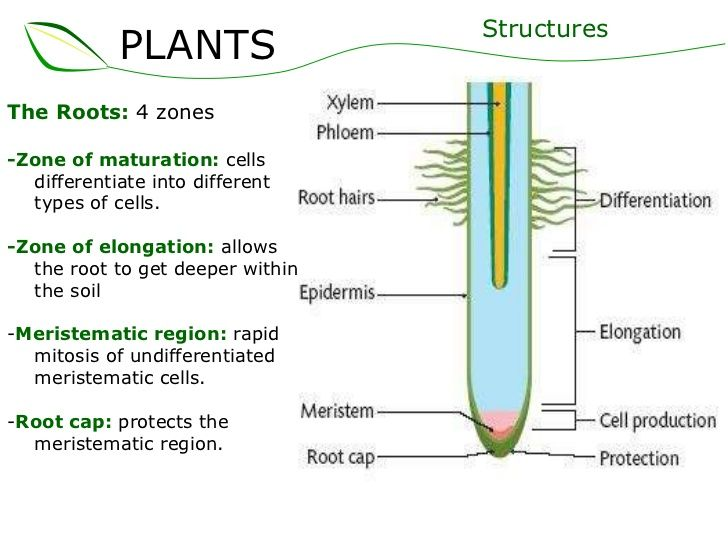 PLANTS
Structures
The Roots: 4 zones
-Zone of maturation: cells
differentiate into different
types of cells.
-Zone of elongation: allows
the root to get deeper within
the soil
-Meristematic region: rapid
mitosis of undifferentiated
meristematic cells.
-Root cap: protects the
meristematic region.
Xylem
Phloem
Root hairs
Epidermis
Meristem
Root cap
Differentiation
Elongation
Cell production
Protection